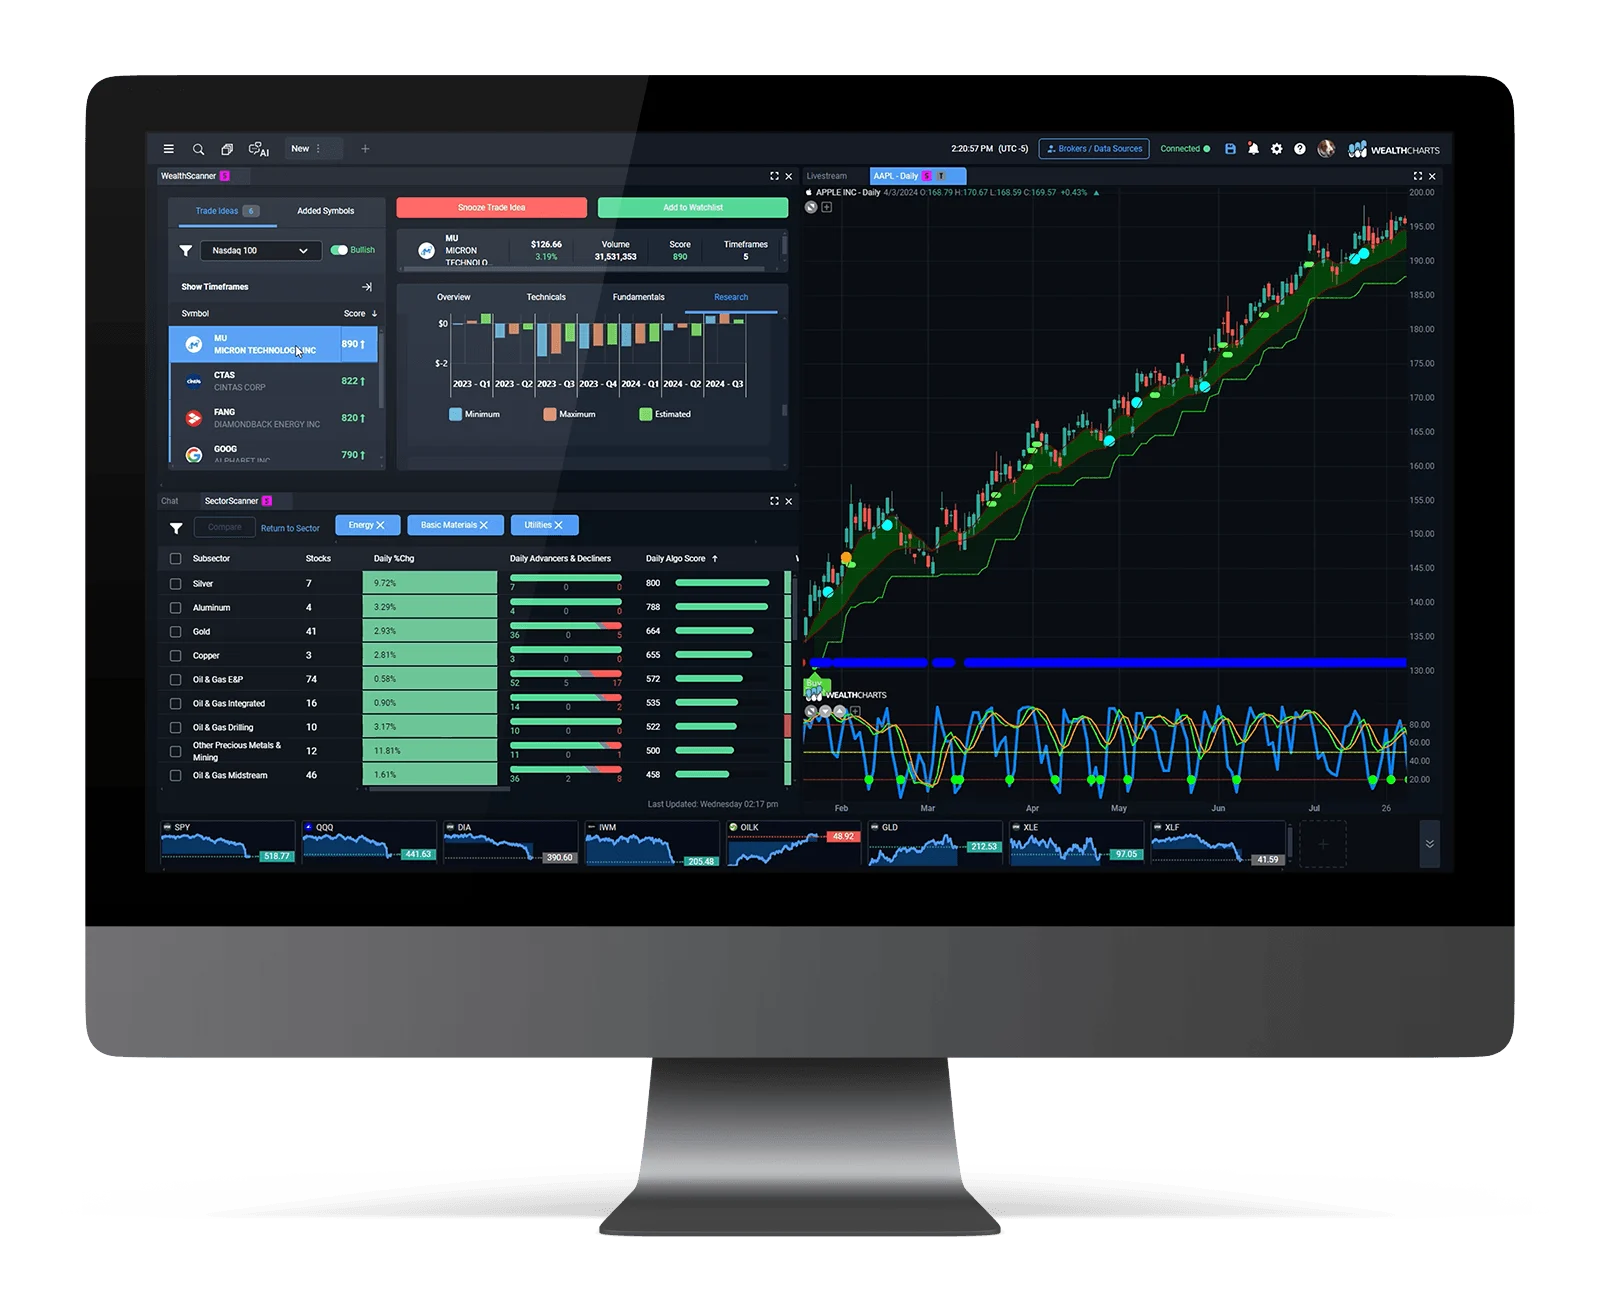 AI
New
+
2:20:57 PM (UTC -5)
Brokers / Data Sources
Connected
WEALTHCHARTS
WealthScanner S
Trade Ideas 6
Added Symbols
Nasdaq 100
Bullish
Show Timeframes
Symbol Score ↓
MU
MICRON TECHNOLOGY INC
890↑
CTAS
CINTAS CORP
822↑
FANG
DIAMONDBACK ENERGY INC
820↑
GOOG
ALPHABET INC
790↑
Snooze Trade Idea
Add to Watchlist
MU
MICRON
TECHNOLO...
$126.66
3.19%
Volume
31,531,353
Score
890
Timeframes
5
Overview Technicals Fundamentals Research
$0
$-2
2023 - Q1 2023 - Q2 2023 - Q3 2023 - Q4 2024 - Q1 2024 - Q2 2024 - Q3
Minimum Maximum Estimated
Chat
SectorScanner S
Compare
Return to Sector
Energy X
Basic Materials X
Utilities X
Subsector Stocks Daily %Chg Daily Advancers & Decliners Daily Algo Score ↑
Silver 7 9.72% 7 0 0 800
Aluminum 4 3.29% 4 0 0 788
Gold 41 2.93% 36 0 5 664
Copper 3 2.81% 3 0 0 655
Oil & Gas E&P 74 0.58% 52 5 17 572
Oil & Gas Integrated 16 0.90% 14 0 2 535
Oil & Gas Drilling 10 3.17% 10 0 0 522
Other Precious Metals &
Mining 12 11.81% 11 0 1 500
Oil & Gas Midstream 46 1.61% 36 2 8 458
Last Updated: Wednesday 02:17 pm
Livestream
AAPL - Daily S T
APPLE INC - Daily 4/3/2024 O:168.79 H:170.67 L:168.59 C:169.57 +0.43% ▲
200.00
195.00
190.00
185.00
180.00
175.00
170.00
165.00
160.00
155.00
150.00
145.00
140.00
135.00
130.00
Buy
WEALTHCHARTS
80.00
60.00
40.00
20.00
Feb Mar Apr May Jun Jul 26
SPY 518.77
QQQ 441.63
DIA 390.60
IWM 205.48
OILK 48.92
GLD 212.53
XLE 97.05
XLF 41.59
+